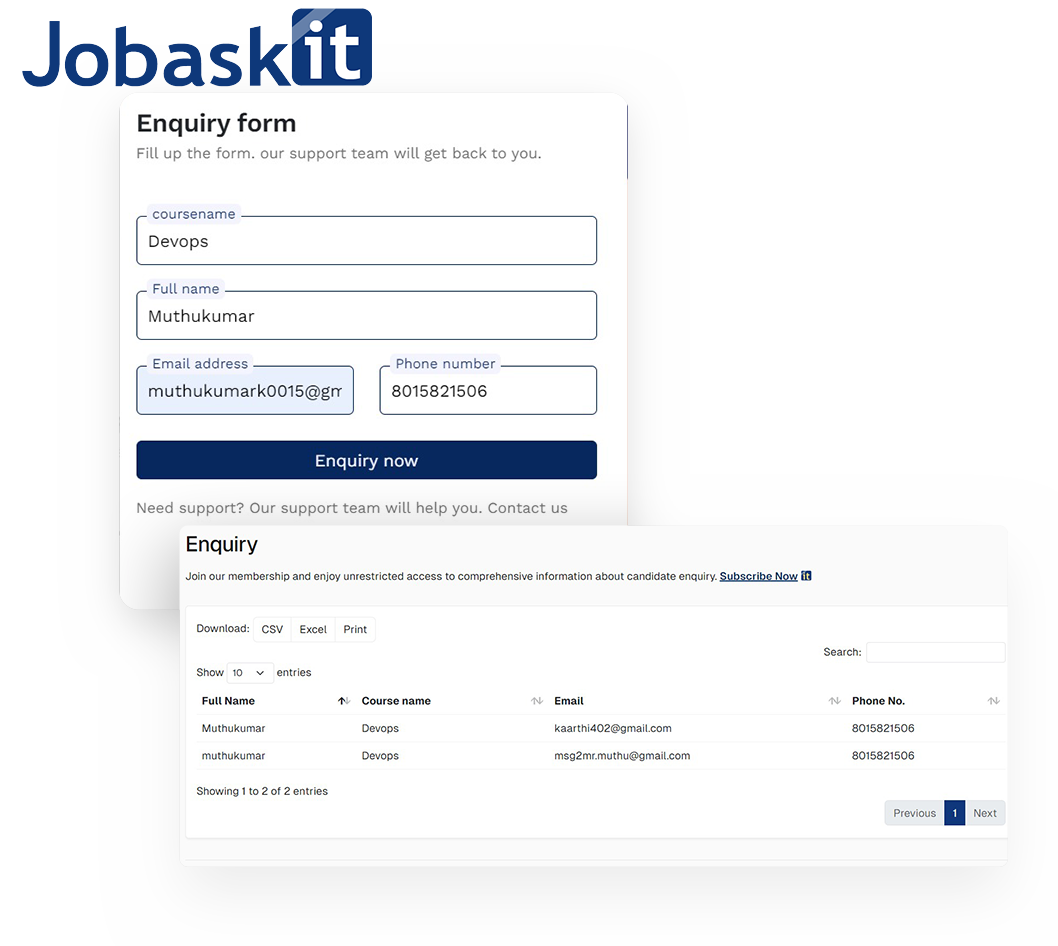 Jobaskit
Enquiry form
Fill up the form. our support team will get back to you.
coursename
Devops
Full name
Muthukumar
Email address Phone number
muthukumark0015@gm 8015821506
Enquiry now
Need support? Our support team will help you. Contact us
Enquiry
Join our membership and enjoy unrestricted access to comprehensive information about candidate enquiry. Subscribe Now it
Download: CSV Excel Print
Search:
Show 10 entries
Full Name Course name Email Phone No.
Muthukumar Devops kaarthi402@gmail.com 8015821506
muthukumar Devops msg2mr.muthu@gmail.com 8015821506
Showing 1 to 2 of 2 entries
Previous 1 Next